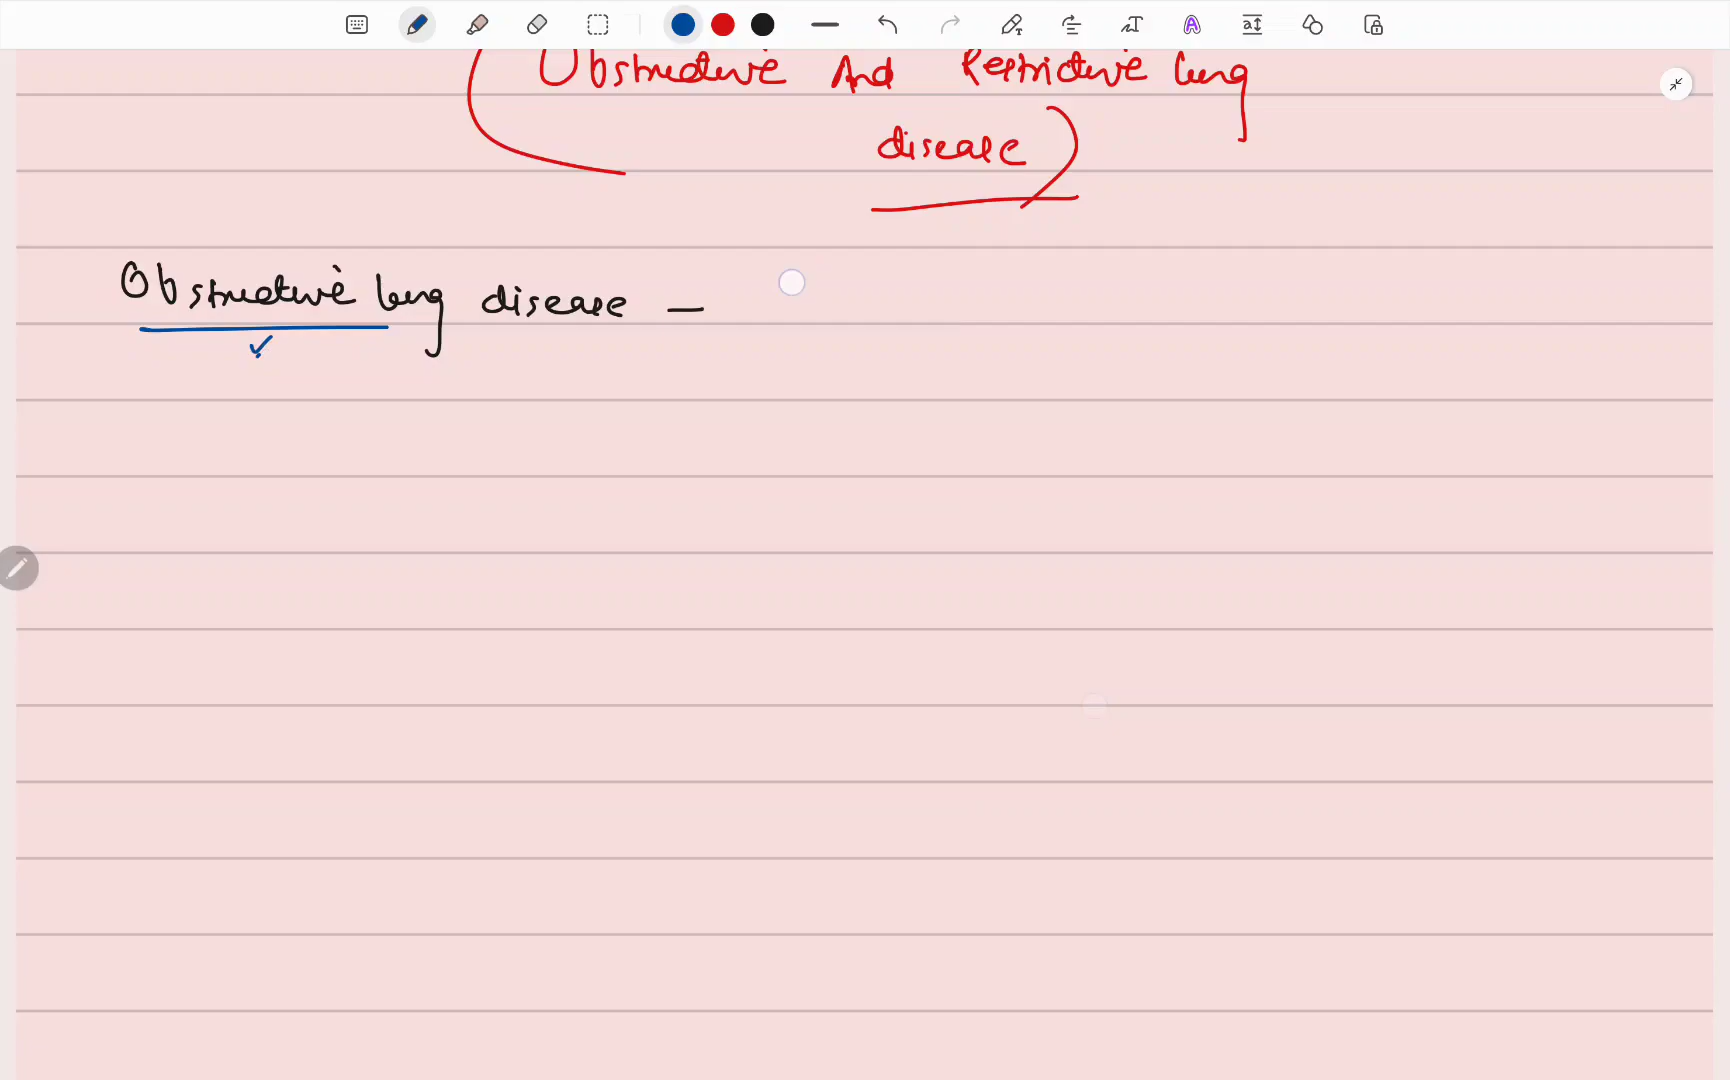 Obstructive And Restrictive lung
disease
Obstructive lung disease —